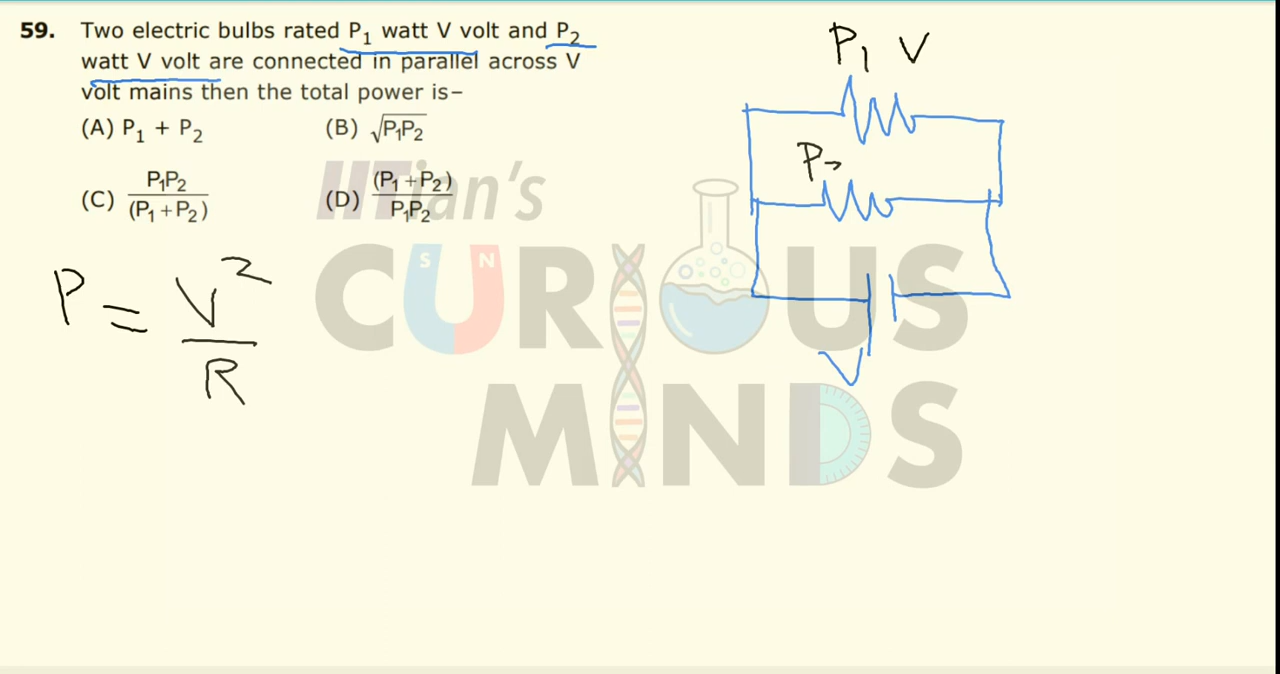 59. Two electric bulbs rated P₁ watt V volt and P₂
watt V volt are connected in parallel across V
volt mains then the total power is–
(A) P₁ + P₂ (B) √P₁P₂
(C) P₁P₂/(P₁+P₂) (D) (P₁+P₂)/P₁P₂
P₁ V
P₂
V
P = V²/R
IITian's
CURIOUS
S N
MINDS